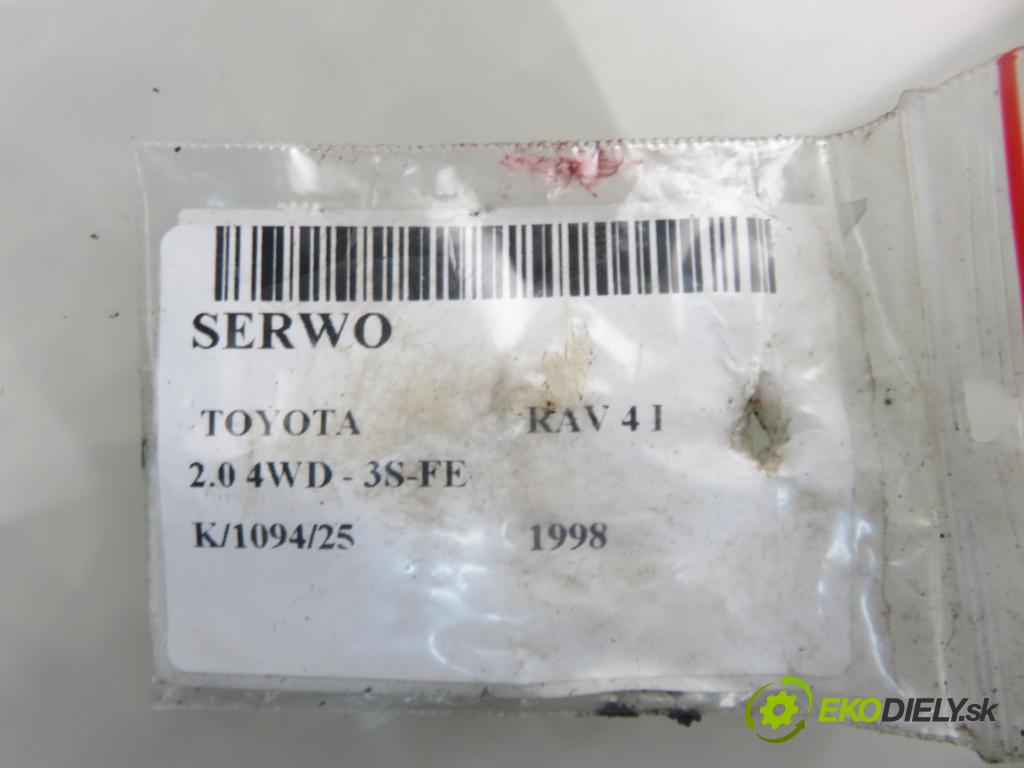 SERWO
TOYOTA RAV 4 I
2.0 4WD - 3S-FE
K/1094/25 1998
EKODIELY.sk